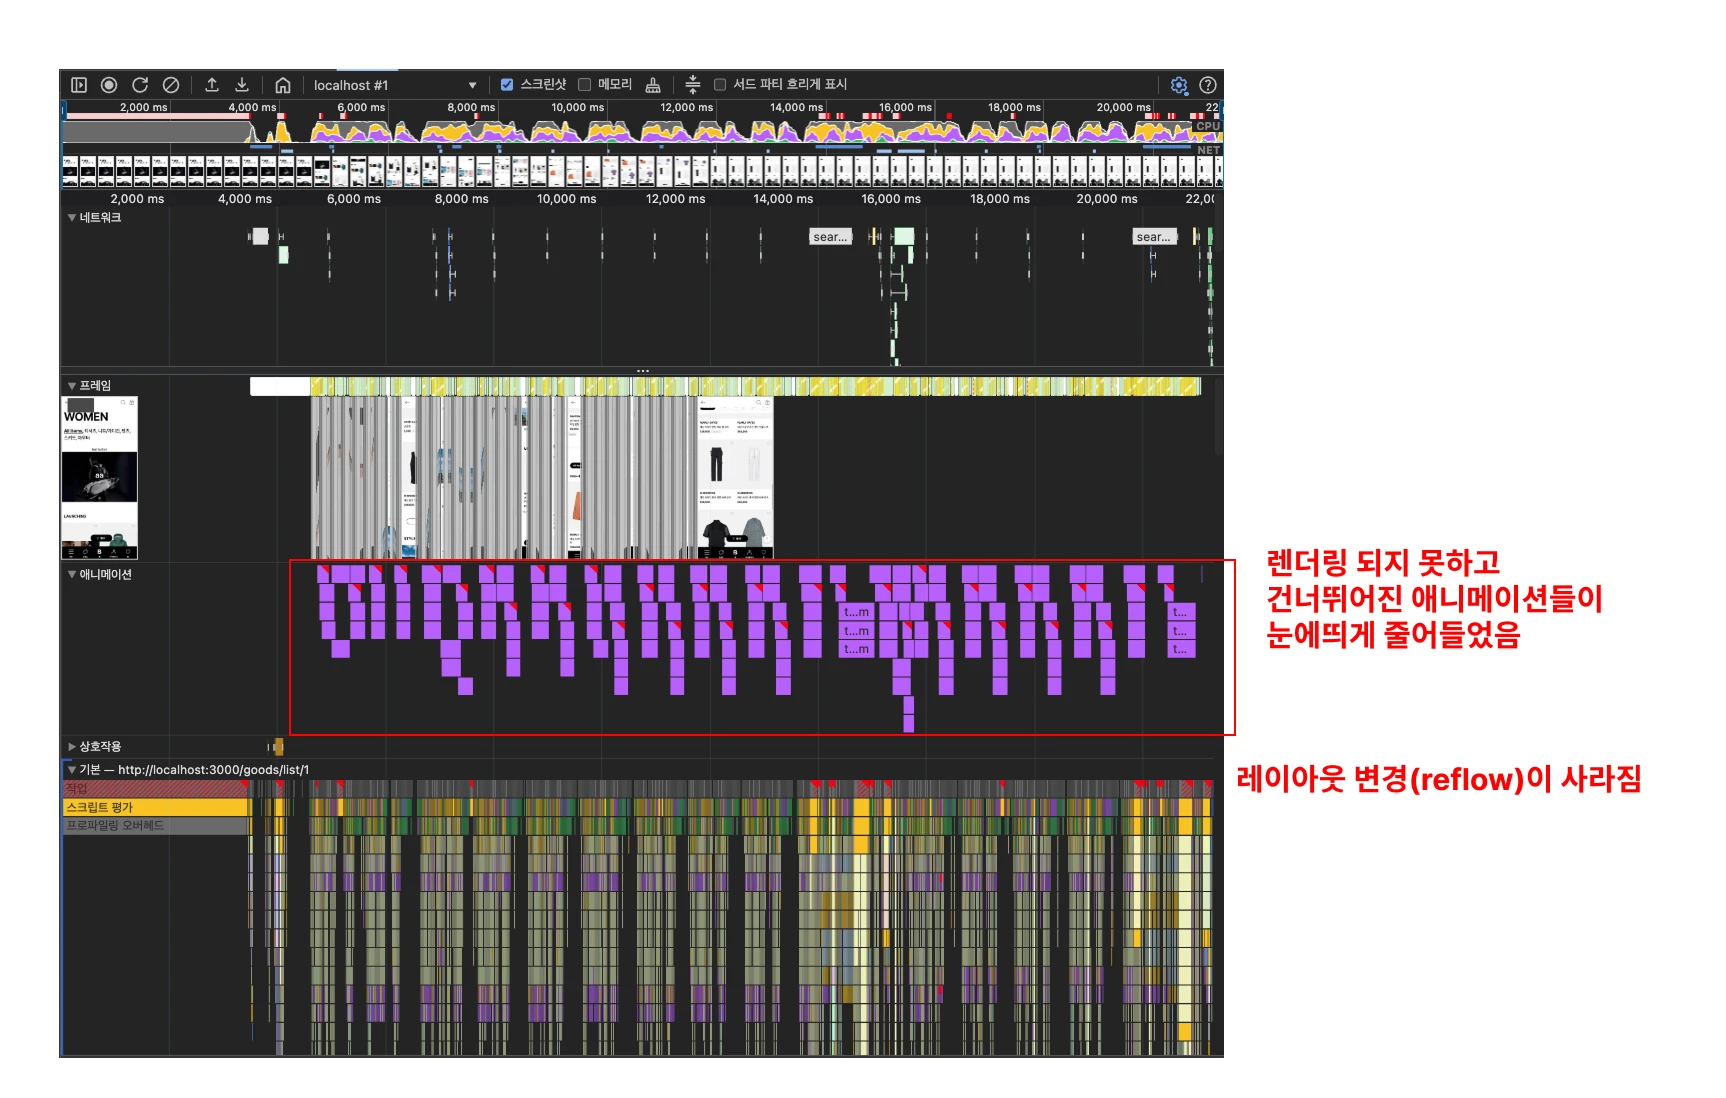 localhost #1
스크린샷
메모리
서드 파티 흐리게 표시
2,000 ms 4,000 ms 6,000 ms 8,000 ms 10,000 ms 12,000 ms 14,000 ms 16,000 ms 18,000 ms 20,000 ms 22
CPU
NET
2,000 ms 4,000 ms 6,000 ms 8,000 ms 10,000 ms 12,000 ms 14,000 ms 16,000 ms 18,000 ms 20,000 ms 22,0
네트워크
sear... sear...
프레임
WOMEN
LAUNCHING
애니메이션
t...m t...
t...m t...
t...m t...
렌더링 되지 못하고
건너뛰어진 애니메이션들이
눈에띄게 줄어들었음
상호작용
기본 — http://localhost:3000/goods/list/1
레이아웃 변경(reflow)이 사라짐
작업
스크립트 평가
프로파일링 오버헤드